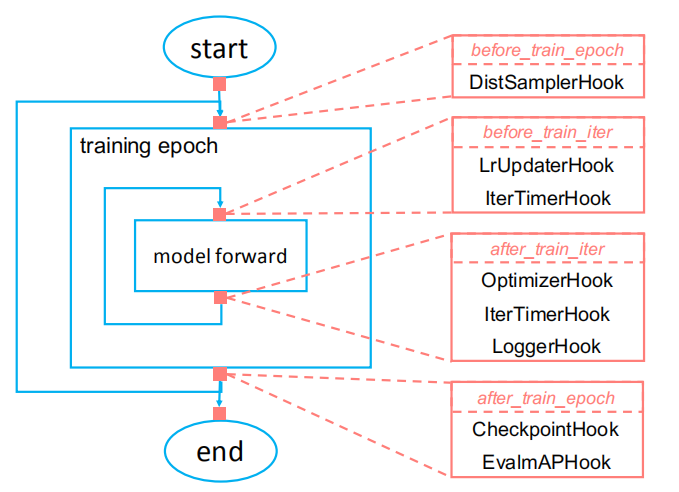 start
before_train_epoch
DistSamplerHook
training epoch
before_train_iter
LrUpdaterHook
IterTimerHook
model forward
after_train_iter
OptimizerHook
IterTimerHook
LoggerHook
after_train_epoch
CheckpointHook
EvalmAPHook
end